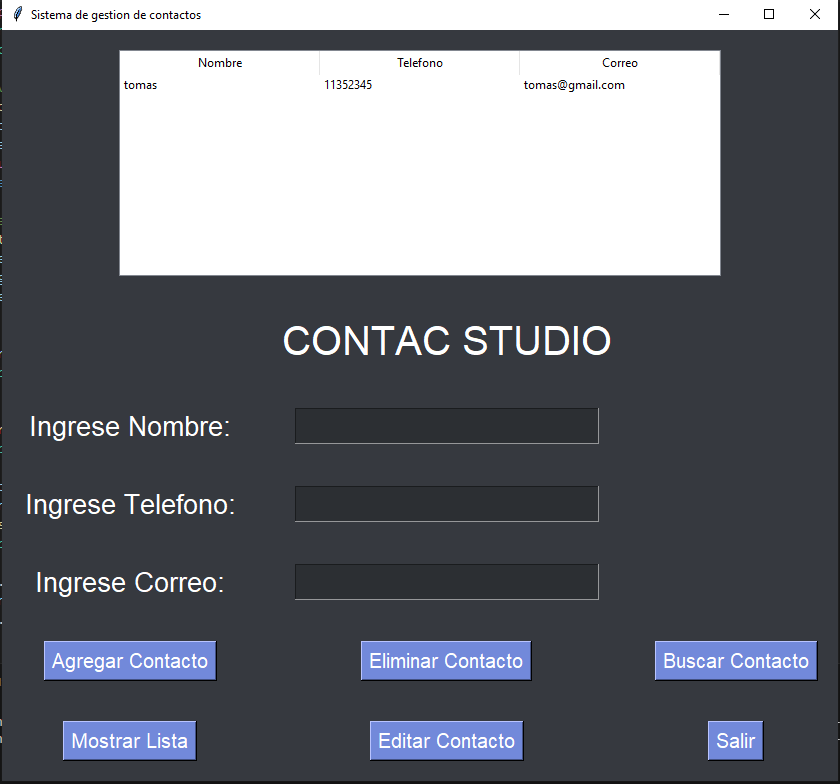 Sistema de gestion de contactos
Nombre Telefono Correo
tomas 11352345 tomas@gmail.com
CONTAC STUDIO
Ingrese Nombre:
Ingrese Telefono:
Ingrese Correo:
Agregar Contacto Eliminar Contacto Buscar Contacto
Mostrar Lista Editar Contacto Salir